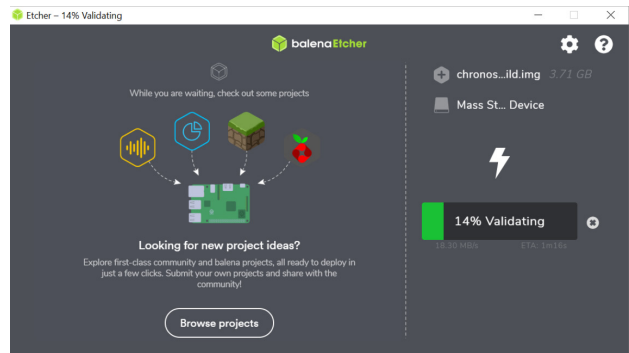 Etcher – 14% Validating
balenaEtcher
While you are waiting, check out some projects
Looking for new project ideas?
Explore first-class community and balena projects, all ready to deploy in
just a few clicks. Submit your own projects and share with the
community!
Browse projects
chronos...ild.img 3.71 GB
Mass St... Device
14% Validating
18.30 MB/s ETA: 1m16s